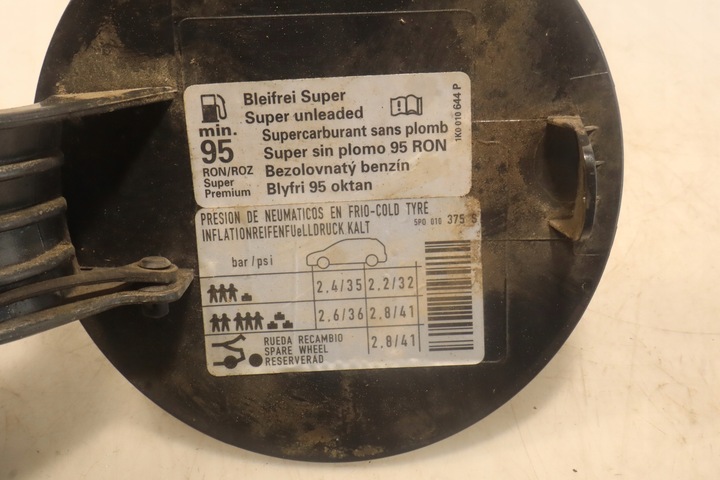 Bleifrei Super
Super unleaded
Supercarburant sans plomb
Super sin plomo 95 RON
Bezolovnatý benzín
Blyfri 95 oktan
min.
95
RON/ROZ
Super
Premium
1K0 010 644 P
PRESION DE NEUMATICOS EN FRIO-COLD TYRE
INFLATIONREIFENFUeLLDRUCK KALT
5P0 010 375 S
bar/psi
2,4/35 2,2/32
2,6/36 2,8/41
RUEDA RECAMBIO
SPARE WHEEL
RESERVERAD
2.8/41